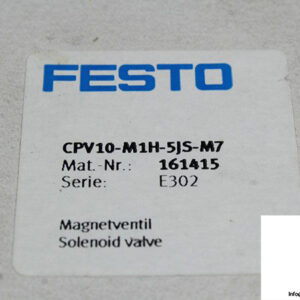 FESTO
CPV10-M1H-5JS-M7
Mat.-Nr.: 161415
Serie: E302
Magnetventil
Solenoid valve